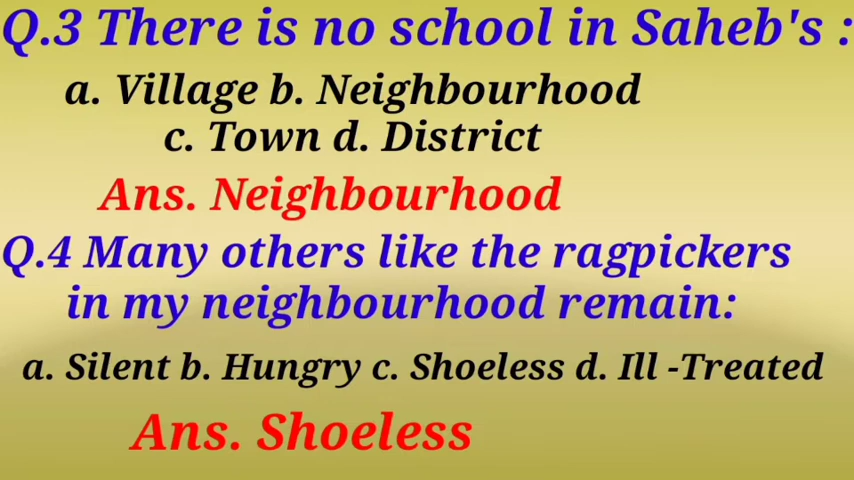 Q.3 There is no school in Saheb's :
a. Village b. Neighbourhood
c. Town d. District
Ans. Neighbourhood
Q.4 Many others like the ragpickers
in my neighbourhood remain:
a. Silent b. Hungry c. Shoeless d. Ill -Treated
Ans. Shoeless